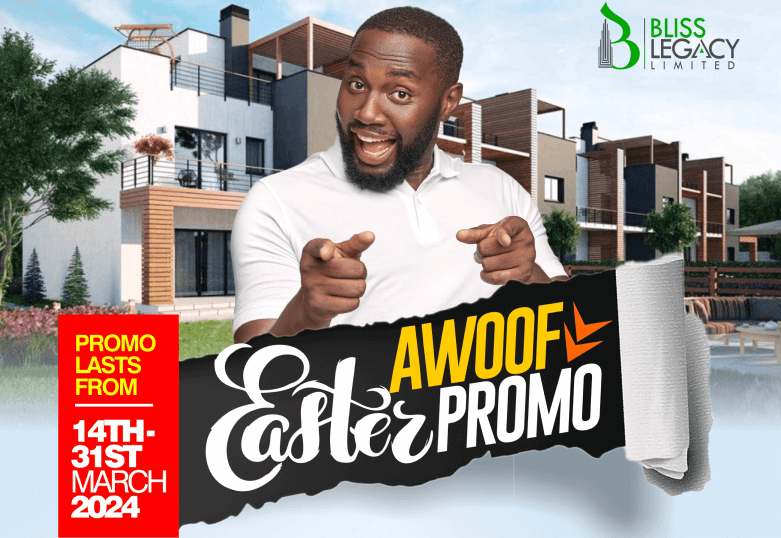 BLISS
LEGACY
LIMITED
AWOOF
Easter PROMO
PROMO
LASTS
FROM
14TH-
31ST
MARCH
2024